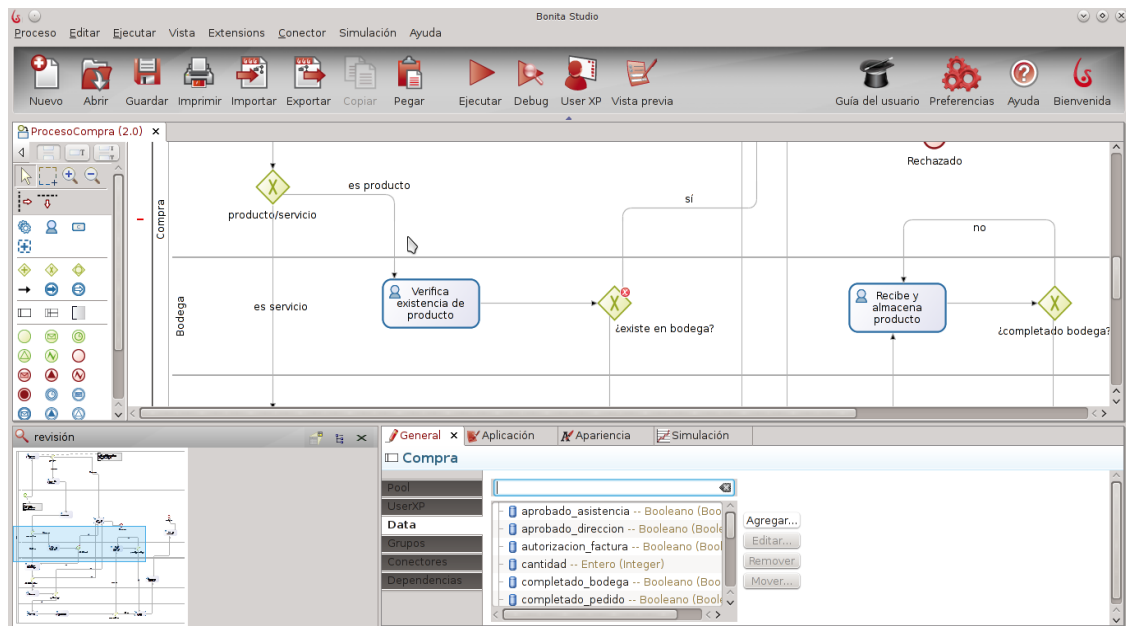 Bonita Studio
Proceso Editar Ejecutar Vista Extensions Conector Simulación Ayuda
Nuevo Abrir Guardar Imprimir Importar Exportar Copiar Pegar Ejecutar Debug User XP Vista previa Guía del usuario Preferencias Ayuda Bienvenida
ProcesoCompra (2.0)
Rechazado
es producto
sí
producto/servicio
Compra
no
Verifica
existencia de
producto
es servicio
Bodega
¿existe en bodega?
Recibe y
almacena
producto
¿completado bodega?
revisión
General Aplicación Apariencia Simulación
Compra
Pool
UserXP
Data
Grupos
Conectores
Dependencias
aprobado_asistencia -- Booleano (Boo
aprobado_direccion -- Booleano (Boole
autorizacion_factura -- Booleano (Bool
cantidad -- Entero (Integer)
completado_bodega -- Booleano (Boo
completado_pedido -- Booleano (Bool
Agregar...
Editar...
Remover
Mover...